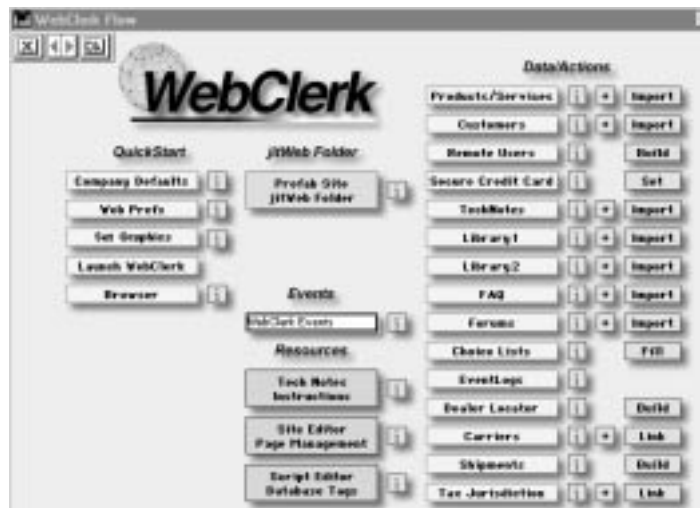 WebClerk Flow
WebClerk
QuickStart
Company Defaults
Web Prefs
Get Graphics
Launch WebClerk
Browser
jitWeb Folder
Prefab Site
jitWeb Folder
Events
WebClerk Events
Resources
Tech Notes
Instructions
Site Editor
Page Management
Script Editor
Database Tags
Data/Actions
Products/Services i + Import
Customers i + Import
Remote Users i Build
Secure Credit Card i Set
TechNotes i + Import
Library1 i + Import
Library2 i + Import
FAQ i + Import
Forums i + Import
Choice Lists i Fill
EventLogs i
Dealer Locator i Build
Carriers i + Link
Shipments i Build
Tax Jurisdiction i + Link